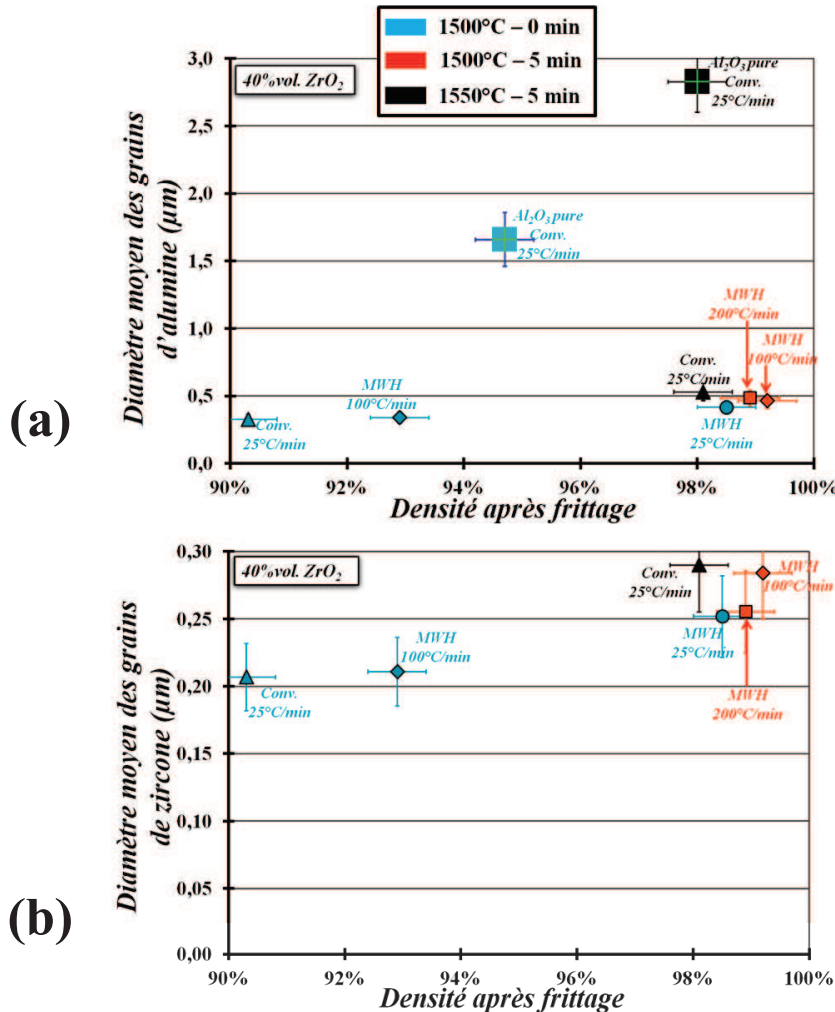 1500°C – 0 min
1500°C – 5 min
1550°C – 5 min
(a)
Diamètre moyen des grains
d'alumine (µm)
3,0
2,5
2,0
1,5
1,0
0,5
0,0
40%vol. ZrO₂
Al₂O₃ pure
Conv.
25°C/min
Al₂O₃ pure
Conv.
25°C/min
MWH
200°C/min
MWH
100°C/min
Conv.
25°C/min
MWH
100°C/min
Conv.
25°C/min
MWH
25°C/min
90%
92%
94%
96%
98%
100%
Densité après frittage
(b)
Diamètre moyen des grains
de zircone (µm)
0,30
0,25
0,20
0,15
0,10
0,05
0,00
40%vol. ZrO₂
Conv.
25°C/min
MWH
100°C/min
MWH
100°C/min
MWH
25°C/min
Conv.
25°C/min
MWH
200°C/min
90%
92%
94%
96%
98%
100%
Densité après frittage